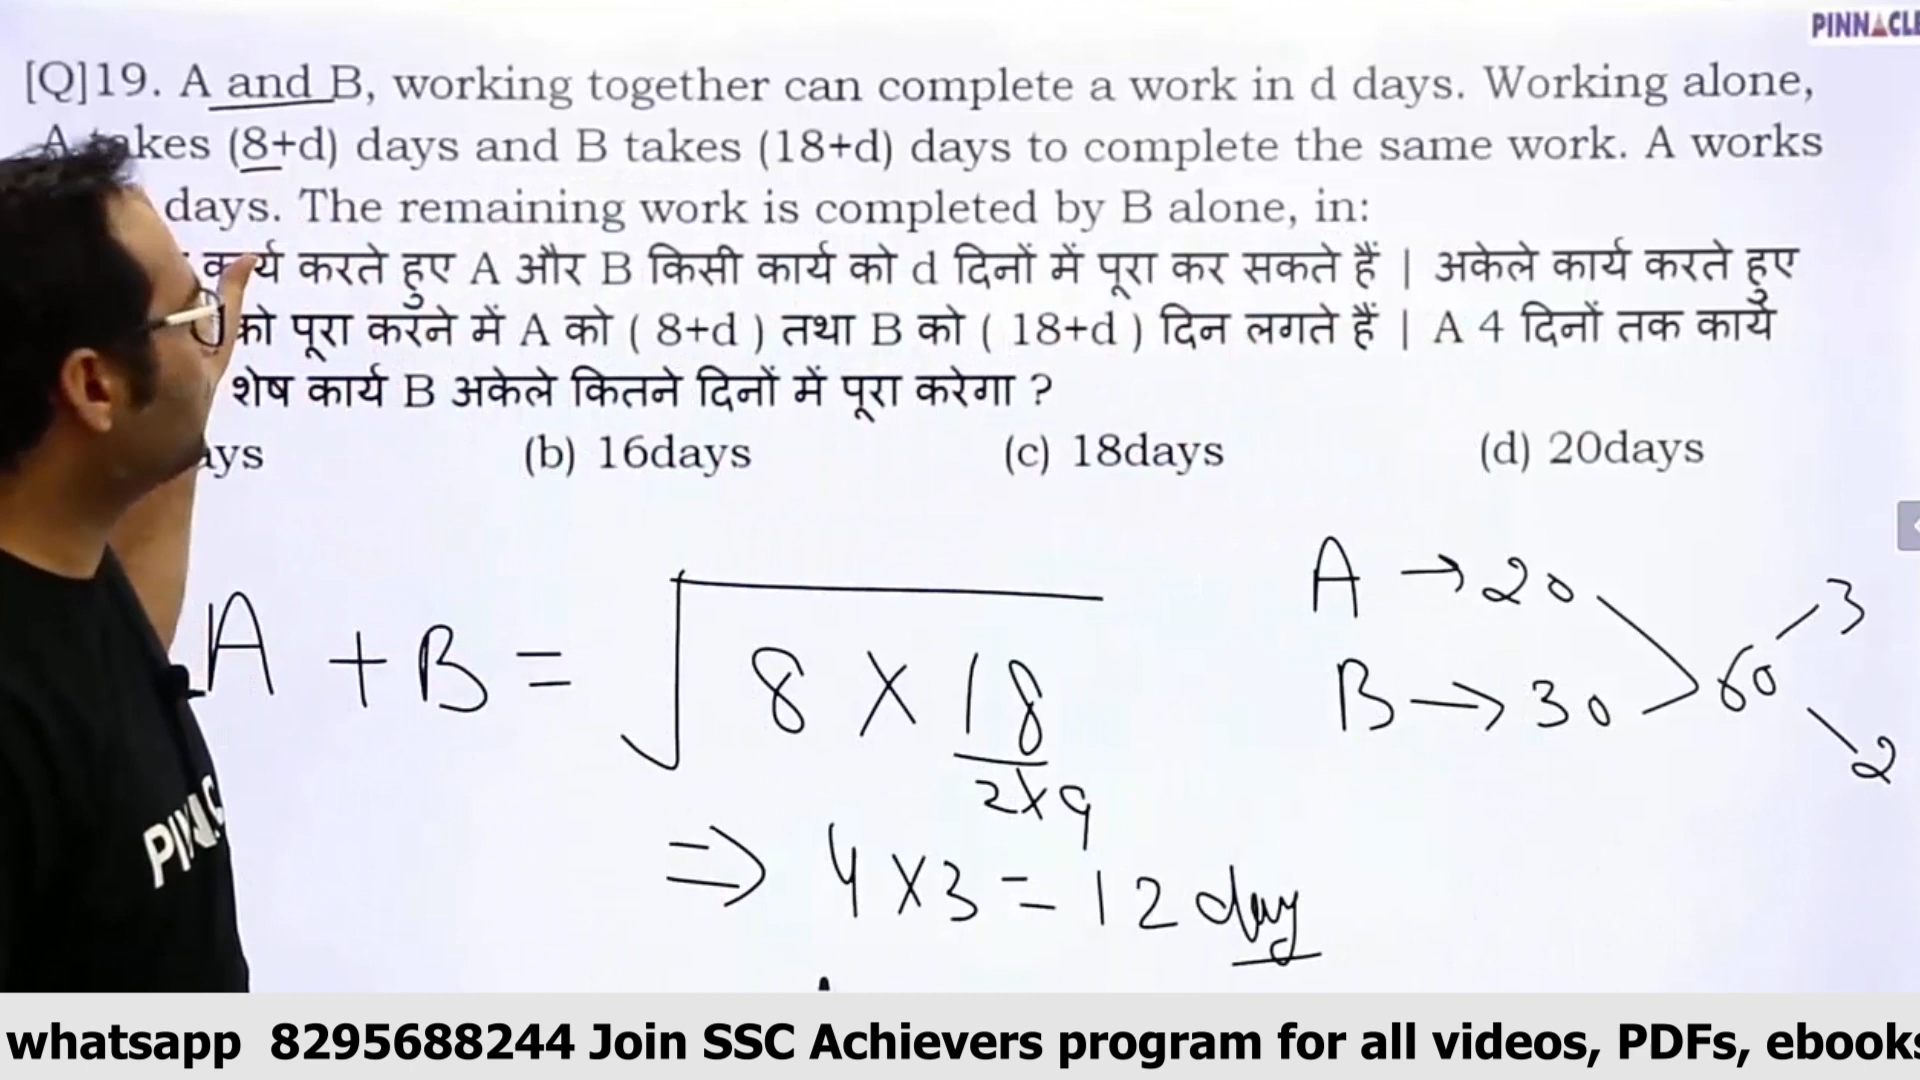 PINNACLE
[Q]19. A and B, working together can complete a work in d days. Working alone,
A takes (8+d) days and B takes (18+d) days to complete the same work. A works
days. The remaining work is completed by B alone, in:
कार्य करते हुए A और B किसी कार्य को d दिनों में पूरा कर सकते हैं | अकेले कार्य करते हुए
को पूरा करने में A को ( 8+d ) तथा B को ( 18+d ) दिन लगते हैं | A 4 दिनों तक कार्य
शेष कार्य B अकेले कितने दिनों में पूरा करेगा ?
ays (b) 16days (c) 18days (d) 20days
A → 20
60 3
B → 30
2
A + B = √ 8 X 18
2x9
⇒ 4 x 3 = 12 day
PINNAC
whatsapp 8295688244 Join SSC Achievers program for all videos, PDFs, ebooks